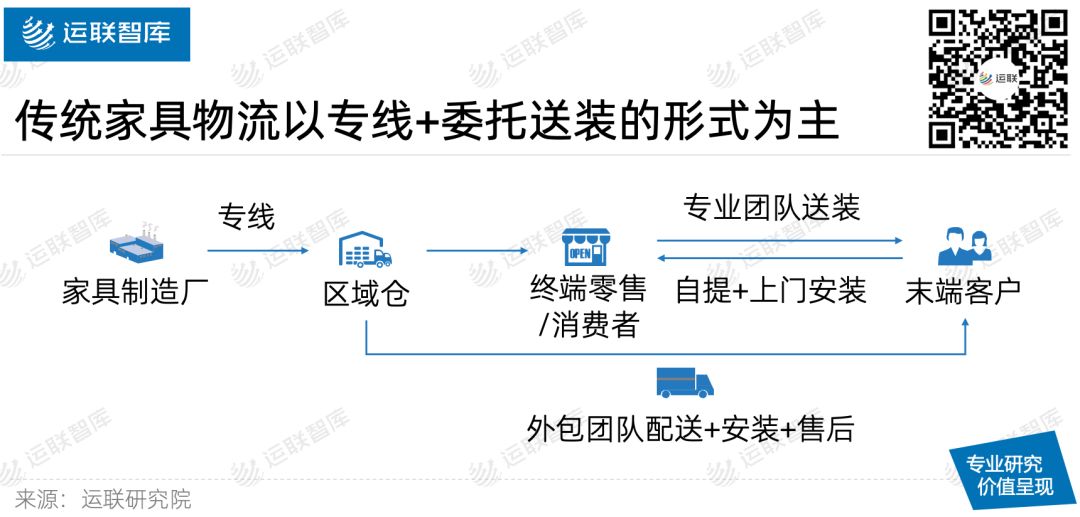 运联智库
运联
传统家具物流以专线+委托送装的形式为主
专线
专业团队送装
OPEN
家具制造厂
区域仓
终端零售
/消费者
自提+上门安装
末端客户
外包团队配送+安装+售后
专业研究
价值呈现
来源：运联研究院